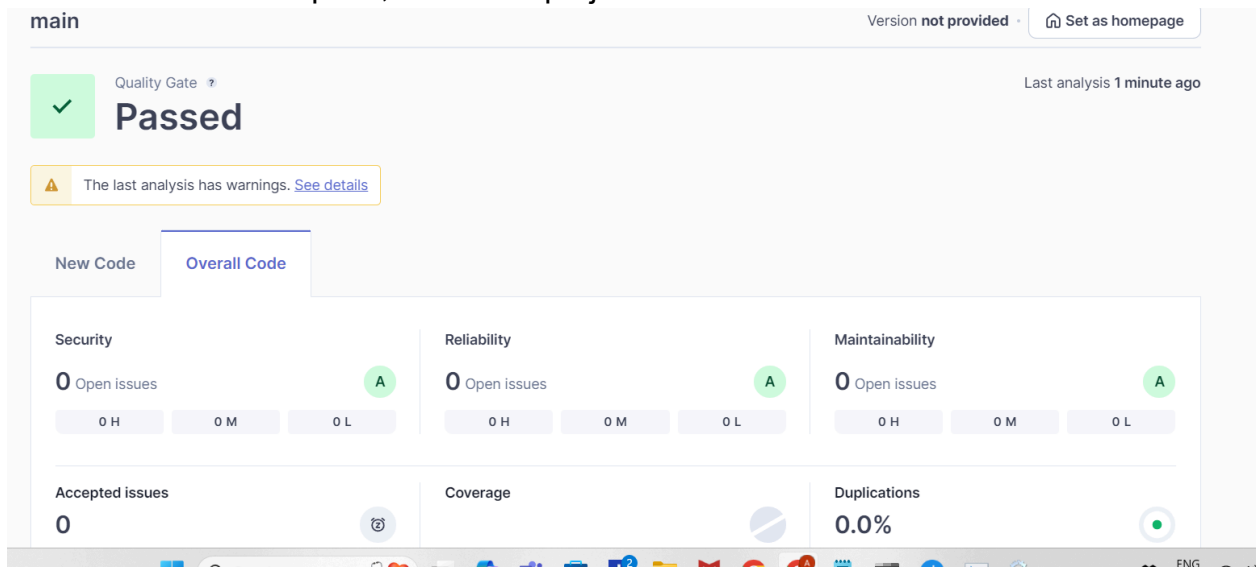 main
Version not provided · Set as homepage
Quality Gate ?
Passed
Last analysis 1 minute ago
The last analysis has warnings. See details
New Code
Overall Code
Security
0 Open issues
A
0 H 0 M 0 L
Reliability
0 Open issues
A
0 H 0 M 0 L
Maintainability
0 Open issues
A
0 H 0 M 0 L
Accepted issues
0
Coverage
Duplications
0.0%
2
A
ENG